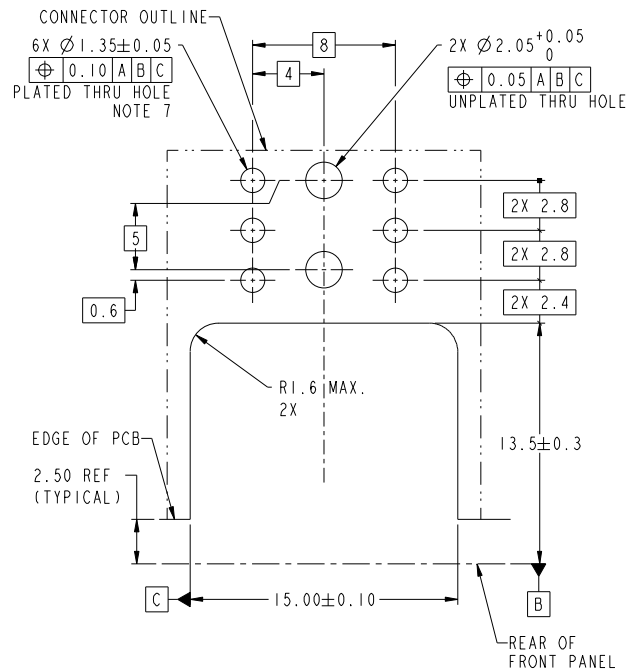 CONNECTOR OUTLINE
6X Ø1.35±0.05
⌖ 0.10 A B C
PLATED THRU HOLE
NOTE 7
8
4
2X Ø2.05 +0.05
0
⌖ 0.05 A B C
UNPLATED THRU HOLE
5
0.6
2X 2.8
2X 2.8
2X 2.4
R1.6 MAX.
2X
EDGE OF PCB
2.50 REF
(TYPICAL)
13.5±0.3
C
15.00±0.10
B
REAR OF
FRONT PANEL